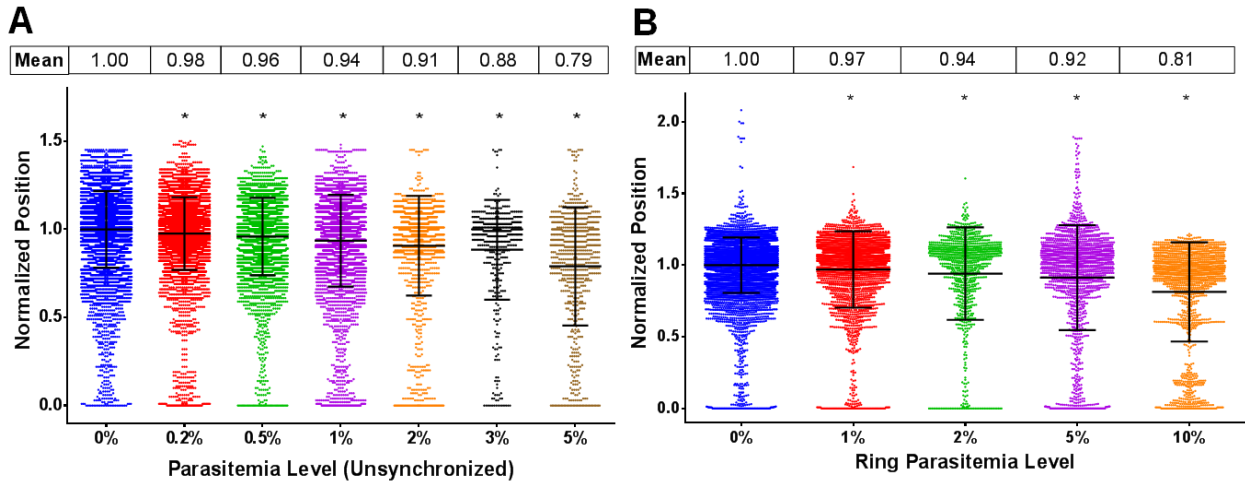 A
Mean 1.00 0.98 0.96 0.94 0.91 0.88 0.79
* * * * * *
1.5
1.0
0.5
0.0
Normalized Position
0% 0.2% 0.5% 1% 2% 3% 5%
Parasitemia Level (Unsynchronized)
B
Mean 1.00 0.97 0.94 0.92 0.81
* * * *
2.0
1.5
1.0
0.5
0.0
Normalized Position
0% 1% 2% 5% 10%
Ring Parasitemia Level